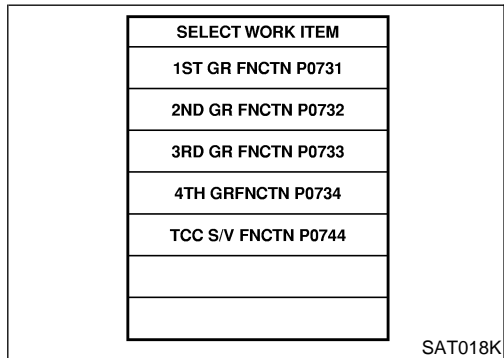 SELECT WORK ITEM
1ST GR FNCTN P0731
2ND GR FNCTN P0732
3RD GR FNCTN P0733
4TH GRFNCTN P0734
TCC S/V FNCTN P0744
SAT018K